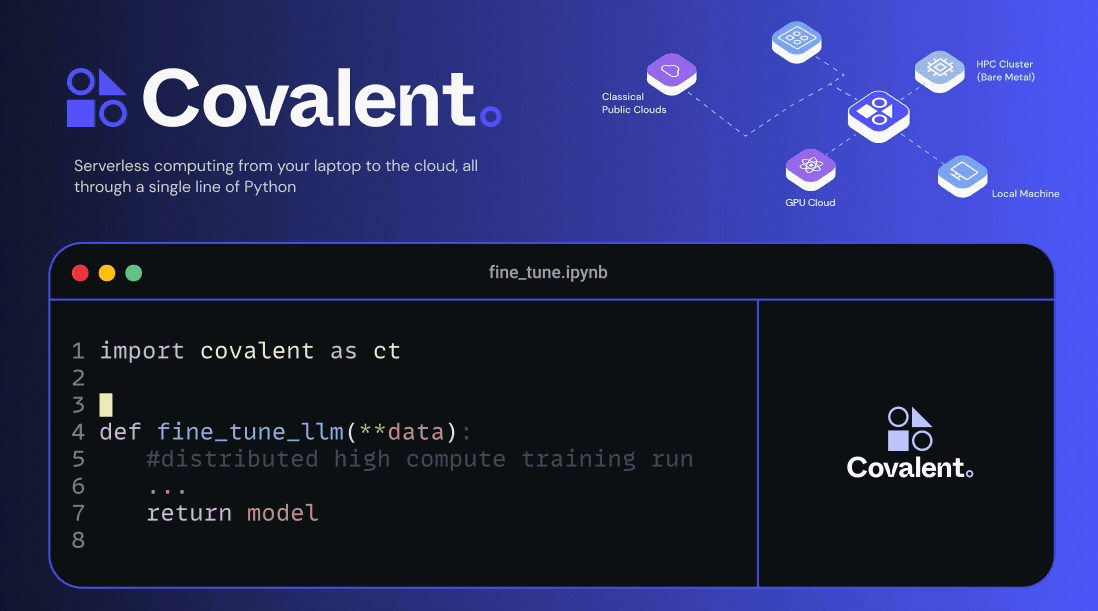 Covalent.
Serverless computing from your laptop to the cloud, all
through a single line of Python
Classical
Public Clouds
HPC Cluster
(Bare Metal)
GPU Cloud
Local Machine
fine_tune.ipynb
1 import covalent as ct
2
3
4 def fine_tune_llm(**data):
5 #distributed high compute training run
6 ...
7 return model
8
Covalent.